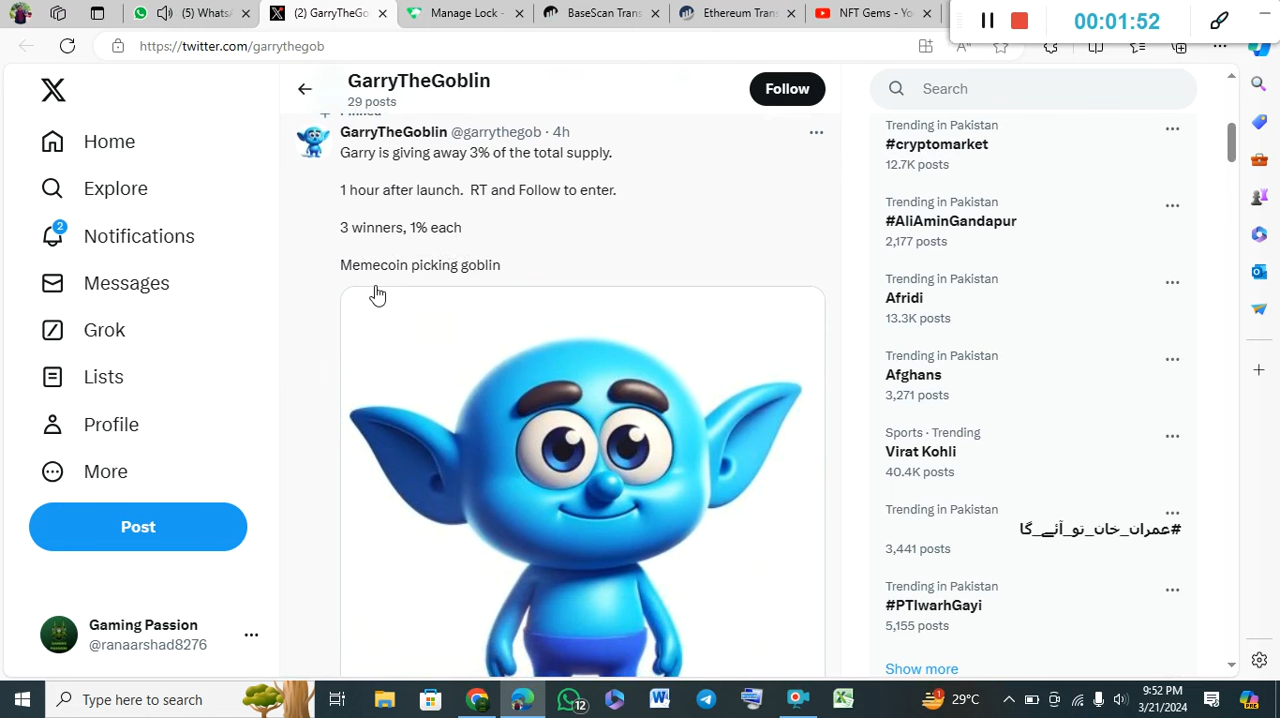 (5) WhatsA
(2) GarryTheGo
Manage Lock -
BaseScan Trans
Ethereum Trans
NFT Gems - Yo
00:01:52
https://twitter.com/garrythegob
GarryTheGoblin
29 posts
Follow
Search
Home
Explore
2
Notifications
Messages
Grok
Lists
Profile
More
Post
Gaming Passion
@ranaarshad8276
Pinned
GarryTheGoblin @garrythegob · 4h
Garry is giving away 3% of the total supply.
1 hour after launch. RT and Follow to enter.
3 winners, 1% each
Memecoin picking goblin
Trending in Pakistan
#cryptomarket
12.7K posts
Trending in Pakistan
#AliAminGandapur
2,177 posts
Trending in Pakistan
Afridi
13.3K posts
Trending in Pakistan
Afghans
3,271 posts
Sports · Trending
Virat Kohli
40.4K posts
Trending in Pakistan
#عمران_خان_تو_آئے_گا
3,441 posts
Trending in Pakistan
#PTIwarhGayi
5,155 posts
Show more
Type here to search
12
29°C
9:52 PM
3/21/2024